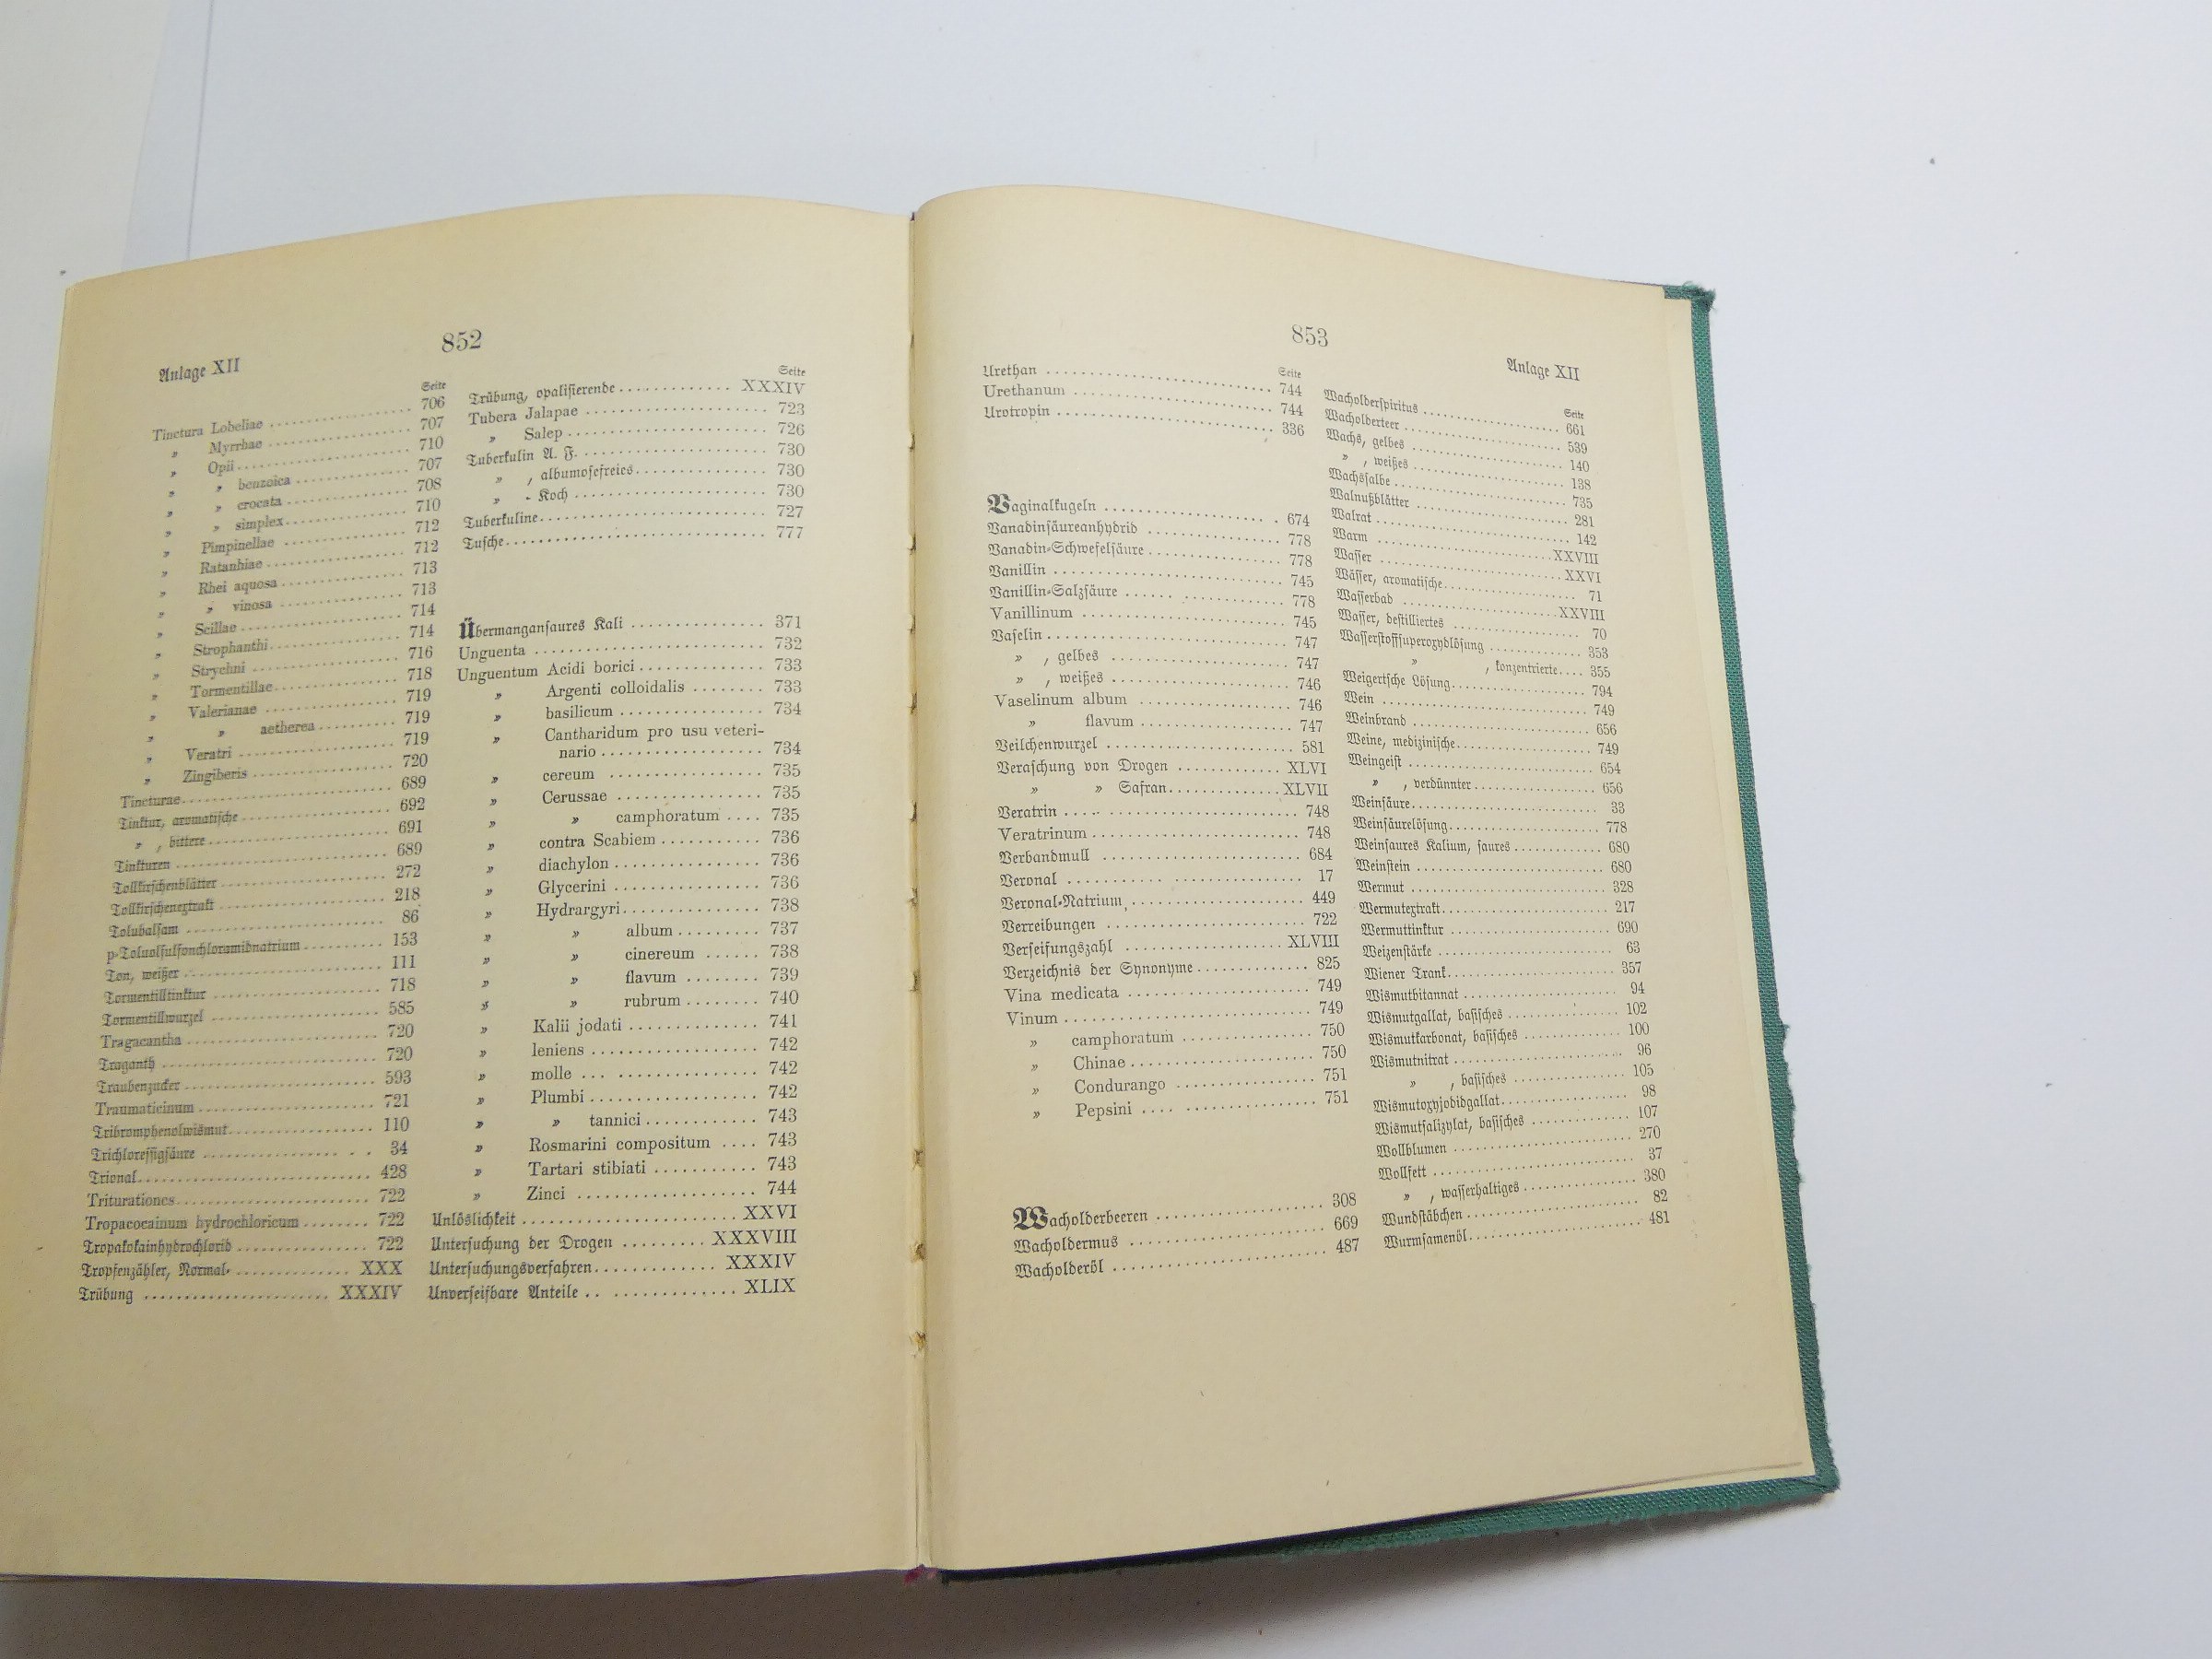 852
Anlage XII
Seite
Tinctura Lobeliae ........ 706
» Myrrhae ........ 707
» Opii ........ 710
» » benzoica ........ 707
» » crocata ........ 708
» » simplex ........ 710
» Pimpinellae ........ 712
» Ratanhiae ........ 712
» Rhei aquosa ........ 713
» » vinosa ........ 713
» Scillae ........ 714
» Strophanthi ........ 714
» Strychni ........ 716
» Tormentillae ........ 718
» Valerianae ........ 719
» » aetherea ........ 719
» Veratri ........ 719
» Zingiberis ........ 720
Tincturae ........ 689
Tinktur, aromatische ........ 692
» , bittere ........ 691
Tinkturen ........ 689
Tollkirschenblätter ........ 272
Tollkirschenextrakt ........ 218
Tolubalsam ........ 86
p-Toluolsulfonchloramidnatrium ........ 153
Ton, weißer ........ 111
Tormentilltinktur ........ 718
Tormentillwurzel ........ 585
Tragacantha ........ 720
Traganth ........ 720
Traubenzucker ........ 593
Traumaticinum ........ 721
Tribromphenolwismut ........ 110
Trichloressigsäure ........ 34
Trional ........ 428
Triturationes ........ 722
Tropacocainum hydrochloricum ........ 722
Tropakokainhydrochlorid ........ 722
Tropfenzähler, Normal- ........ XXX
Trübung ........ XXXIV
Seite
Trübung, opalisierende ........ XXXIV
Tubera Jalapae ........ 723
» Salep ........ 726
Tuberkulin A. F. ........ 730
» , albumosefreies ........ 730
» - Koch ........ 730
Tuberkuline ........ 727
Tusche ........ 777
Übermangansaures Kali ........ 371
Unguenta ........ 732
Unguentum Acidi borici ........ 733
» Argenti colloidalis ........ 733
» basilicum ........ 734
» Cantharidum pro usu veteri-
nario ........ 734
» cereum ........ 735
» Cerussae ........ 735
» » camphoratum .... 735
» contra Scabiem ........ 736
» diachylon ........ 736
» Glycerini ........ 736
» Hydrargyri ........ 738
» » album ........ 737
» » cinereum ...... 738
» » flavum ........ 739
» » rubrum ........ 740
» Kalii jodati ........ 741
» leniens ........ 742
» molle ........ 742
» Plumbi ........ 742
» » tannici ........ 743
» Rosmarini compositum .... 743
» Tartari stibiati ........ 743
» Zinci ........ 744
Unlöslichkeit ........ XXVI
Untersuchung der Drogen ........ XXXVIII
Untersuchungsverfahren ........ XXXIV
Unverseifbare Anteile ........ XLIX
853
Anlage XII
Seite
Urethan ........ 744
Urethanum ........ 744
Urotropin ........ 336
Vaginalkugeln ........ 674
Vanadinsäureanhydrid ........ 778
Vanadin-Schwefelsäure ........ 778
Vanillin ........ 745
Vanillin-Salzsäure ........ 778
Vanillinum ........ 745
Vaselin ........ 747
» , gelbes ........ 747
» , weißes ........ 746
Vaselinum album ........ 746
» flavum ........ 747
Veilchenwurzel ........ 581
Veraschung von Drogen ........ XLVI
» » Safran ........ XLVII
Veratrin ........ 748
Veratrinum ........ 748
Verbandmull ........ 684
Veronal ........ 17
Veronal-Natrium ........ 449
Verreibungen ........ 722
Verseifungszahl ........ XLVIII
Verzeichnis der Synonyme ........ 825
Vina medicata ........ 749
Vinum ........ 749
» camphoratum ........ 750
» Chinae ........ 750
» Condurango ........ 751
» Pepsini ........ 751
Wacholderbeeren ........ 308
Wacholdermus ........ 669
Wacholderöl ........ 487
Seite
Wacholderspiritus ........ 661
Wacholderteer ........ 539
Wachs, gelbes ........ 140
» , weißes ........ 138
Wachssalbe ........ 735
Walnußblätter ........ 281
Walrat ........ 142
Warm ........ XXVIII
Wasser ........ XXVI
Wässer, aromatische ........ 71
Wasserbad ........ XXVIII
Wasser, destilliertes ........ 70
Wasserstoffsuperoxydlösung ........ 353
» , konzentrierte .... 355
Weigertsche Lösung ........ 794
Wein ........ 749
Weinbrand ........ 656
Weine, medizinische ........ 749
Weingeist ........ 654
» , verdünnter ........ 656
Weinsäure ........ 33
Weinsäurelösung ........ 778
Weinsaures Kalium, saures ........ 680
Weinstein ........ 680
Wermut ........ 328
Wermutextrakt ........ 217
Wermuttinktur ........ 690
Weizenstärke ........ 63
Wiener Trank ........ 357
Wismutbitannat ........ 94
Wismutgallat, basisches ........ 102
Wismutkarbonat, basisches ........ 100
Wismutnitrat ........ 96
» , basisches ........ 105
Wismutoxyjodidgallat ........ 98
Wismutsalizylat, basisches ........ 107
Wollblumen ........ 270
Wollfett ........ 37
» , wasserhaltiges ........ 380
Wundstäbchen ........ 82
Wurmsamenöl ........ 481